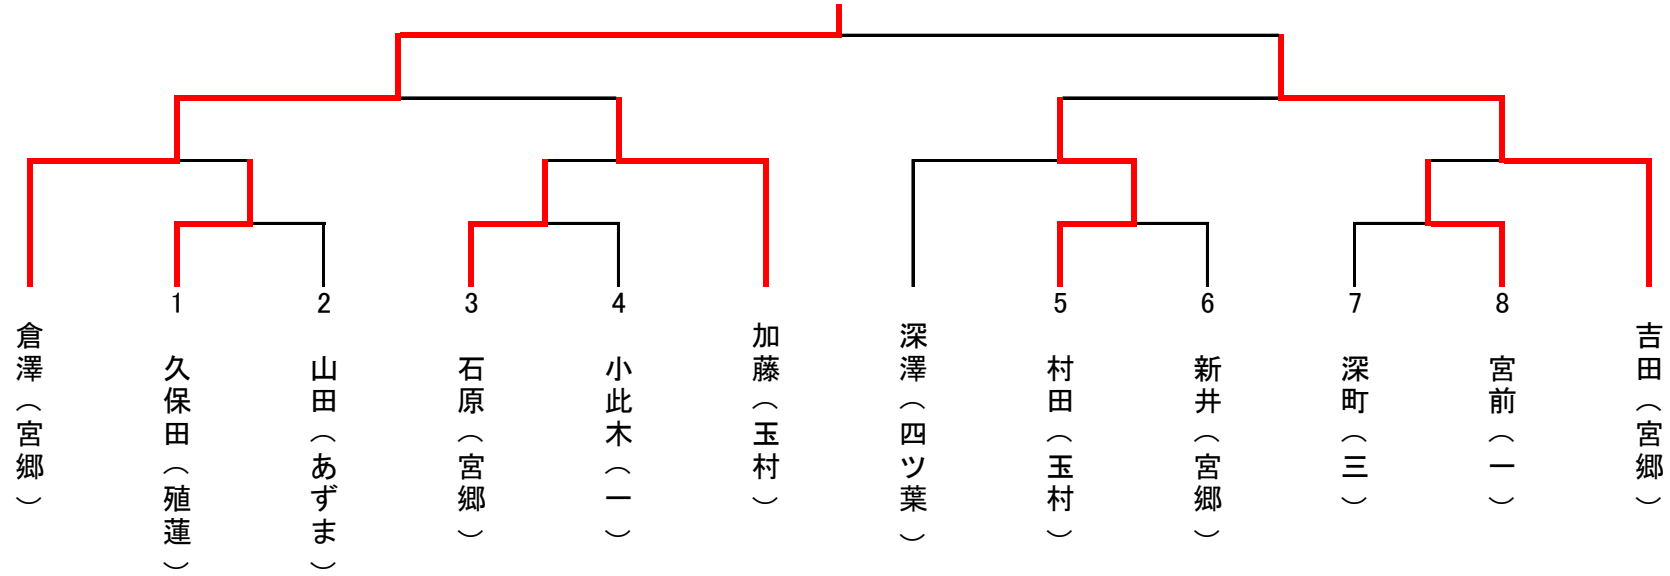 倉澤（宮郷）
1 久保田（殖蓮）
2 山田（あずま）
3 石原（宮郷）
4 小此木（一）
加藤（玉村）
深澤（四ツ葉）
5 村田（玉村）
6 新井（宮郷）
7 深町（三）
8 宮前（一）
吉田（宮郷）